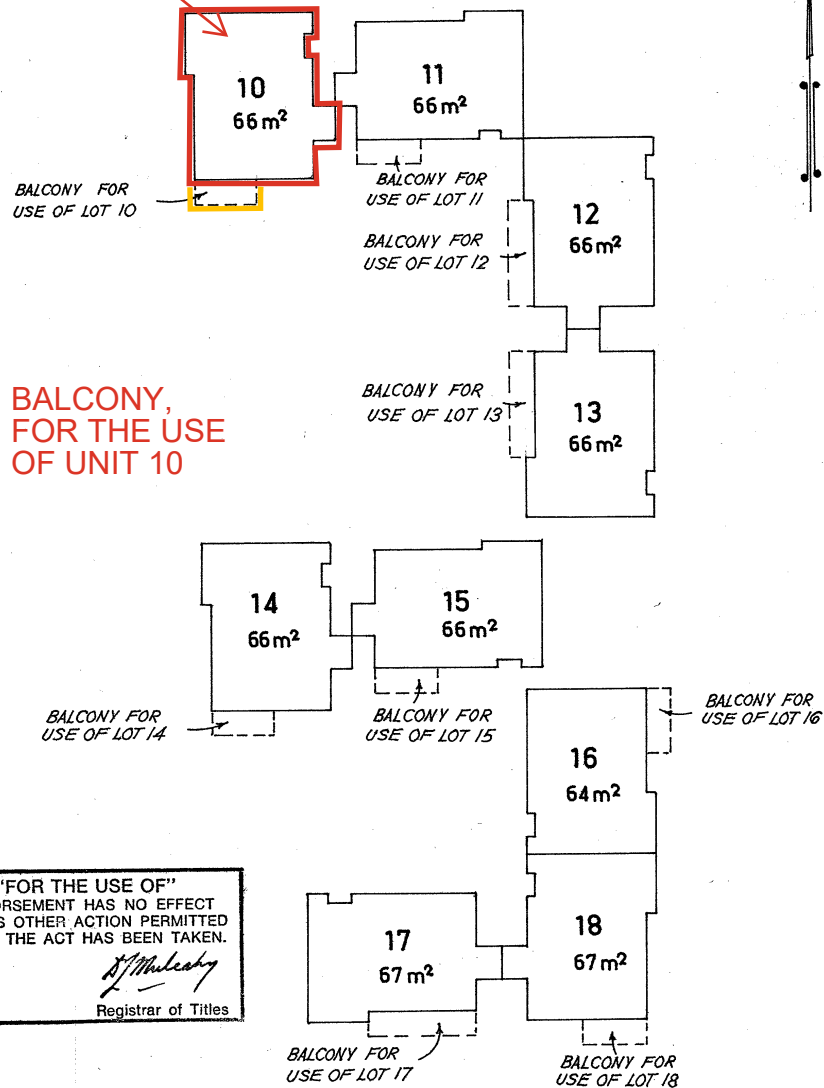 10
66 m²
11
66 m²
BALCONY FOR
USE OF LOT 10
BALCONY FOR
USE OF LOT 11
12
66 m²
BALCONY FOR
USE OF LOT 12
BALCONY,
FOR THE USE
OF UNIT 10
BALCONY FOR
USE OF LOT 13
13
66 m²
14
66 m²
15
66 m²
BALCONY FOR
USE OF LOT 14
BALCONY FOR
USE OF LOT 15
BALCONY FOR
USE OF LOT 16
16
64 m²
"FOR THE USE OF"
ORSEMENT HAS NO EFFECT
S OTHER ACTION PERMITTED
THE ACT HAS BEEN TAKEN.
Registrar of Titles
17
67 m²
18
67 m²
BALCONY FOR
USE OF LOT 17
BALCONY FOR
USE OF LOT 18